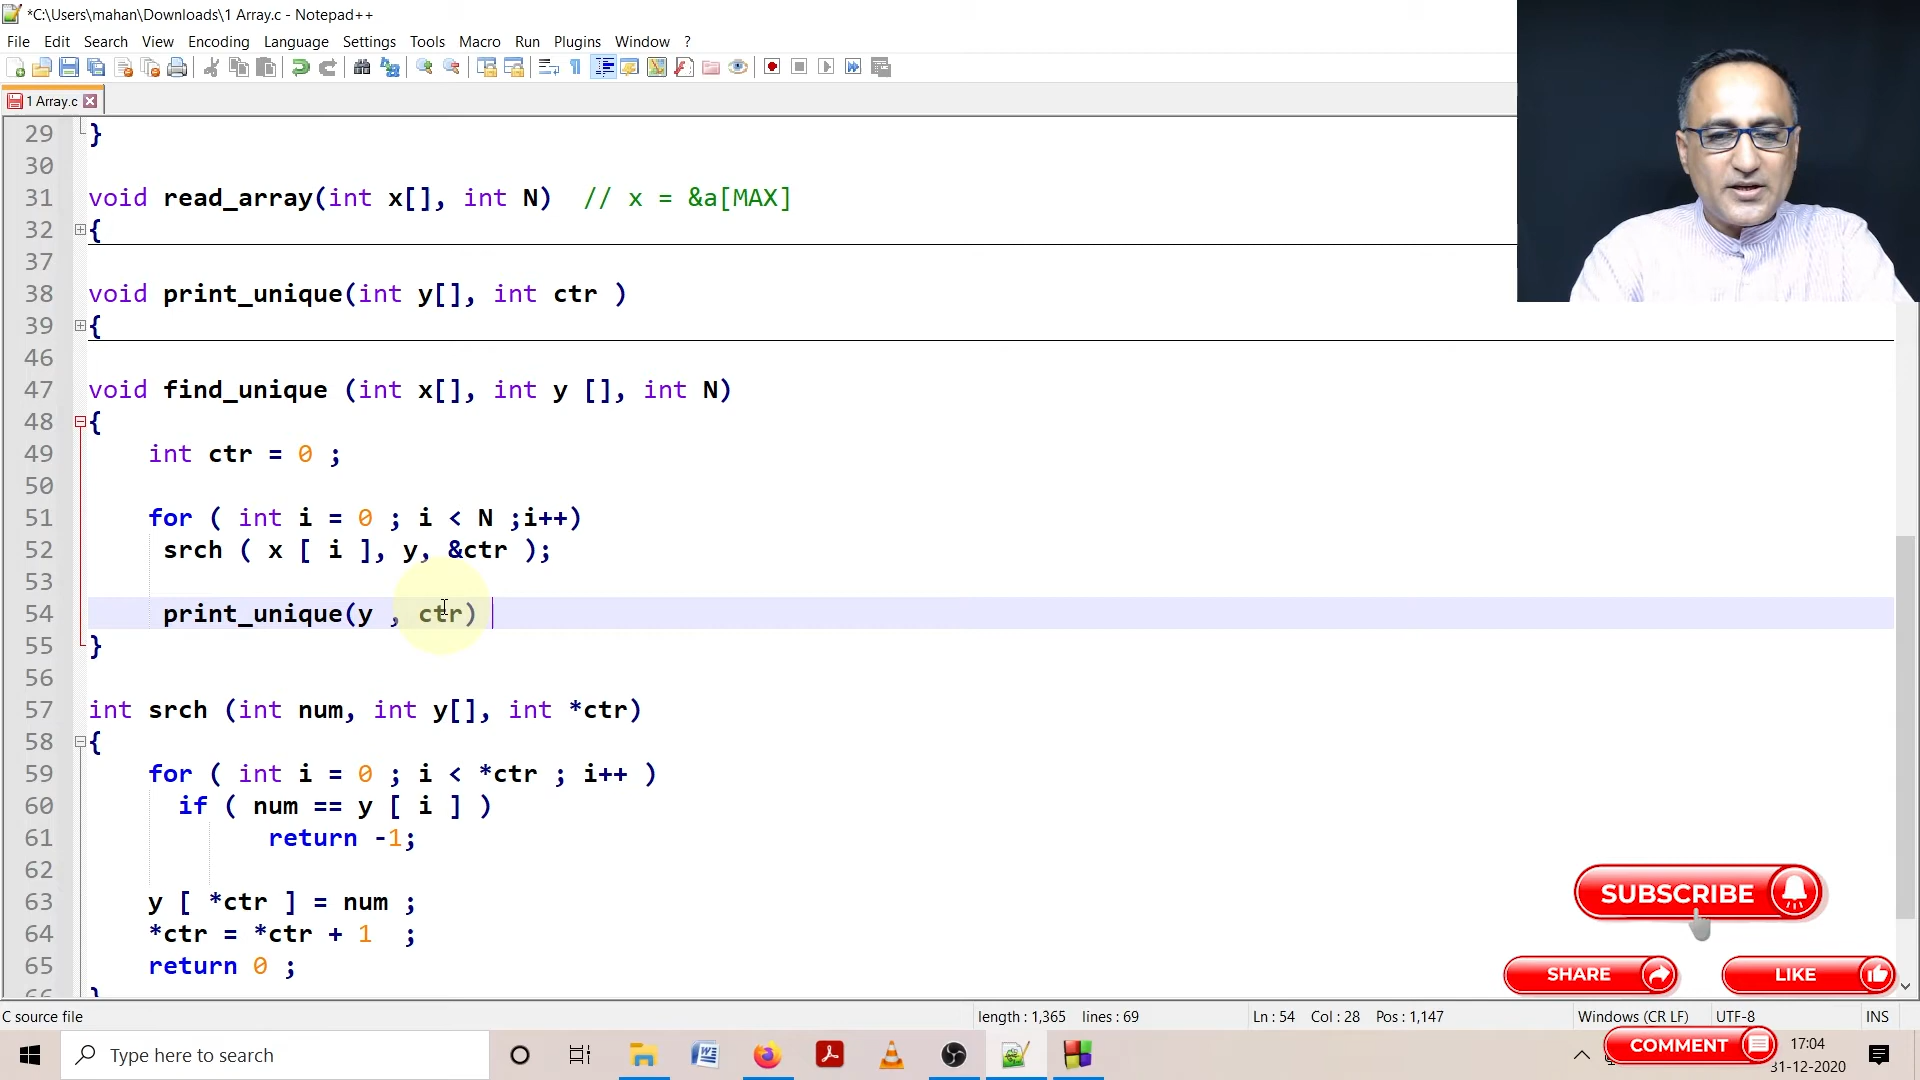 *C:\Users\mahan\Downloads\1 Array.c - Notepad++
File Edit Search View Encoding Language Settings Tools Macro Run Plugins Window ?
1 Array.c
29 }
30
31 void read_array(int x[], int N)  // x = &a[MAX]
32 {
37
38 void print_unique(int y[], int ctr )
39 {
46
47 void find_unique (int x[], int y [], int N)
48 {
49 int ctr = 0 ;
50
51 for ( int i = 0 ; i < N ;i++)
52 srch ( x [ i ], y, &ctr );
53
54 print_unique(y , ctr)
55 }
56
57 int srch (int num, int y[], int *ctr)
58 {
59 for ( int i = 0 ; i < *ctr ; i++ )
60 if ( num == y [ i ] )
61 return -1;
62
63 y [ *ctr ] = num ;
64 *ctr = *ctr + 1  ;
65 return 0 ;
66 }
SUBSCRIBE
SHARE LIKE
C source file length : 1,365 lines : 69 Ln : 54 Col : 28 Pos : 1,147 Windows (CR LF) UTF-8 INS
Type here to search
COMMENT
17:04
31-12-2020